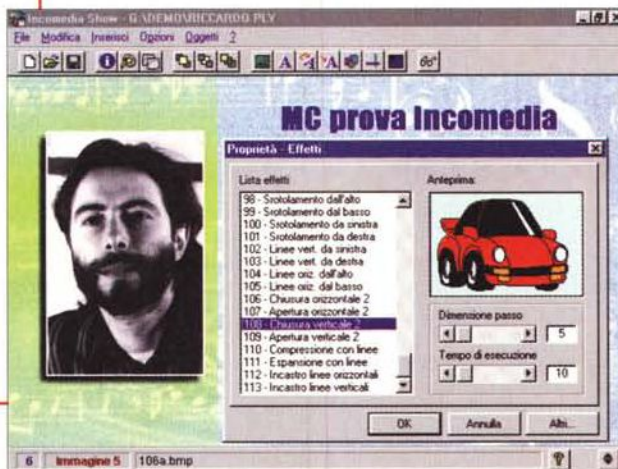 Incomedia Show - G:\DEMO\RICCARDO.PLY
File Modifica Inserisci Opzioni Oggetti ?
MC prova Incomedia
Proprietà - Effetti
Lista effetti
98 - Srotolamento dall'alto
99 - Srotolamento dal basso
100 - Srotolamento da sinistra
101 - Srotolamento da destra
102 - Linee vert. da sinistra
103 - Linee vert. da destra
104 - Linee oriz. dall'alto
105 - Linee oriz. dal basso
106 - Chiusura orizzontale 2
107 - Apertura orizzontale 2
108 - Chiusura verticale 2
109 - Apertura verticale 2
110 - Compressione con linee
111 - Espansione con linee
112 - Incastro linee orizzontali
113 - Incastro linee verticali
Anteprima:
Dimensione passo
5
Tempo di esecuzione
10
OK Annulla Altri...
6 Immagine 5 106a.bmp